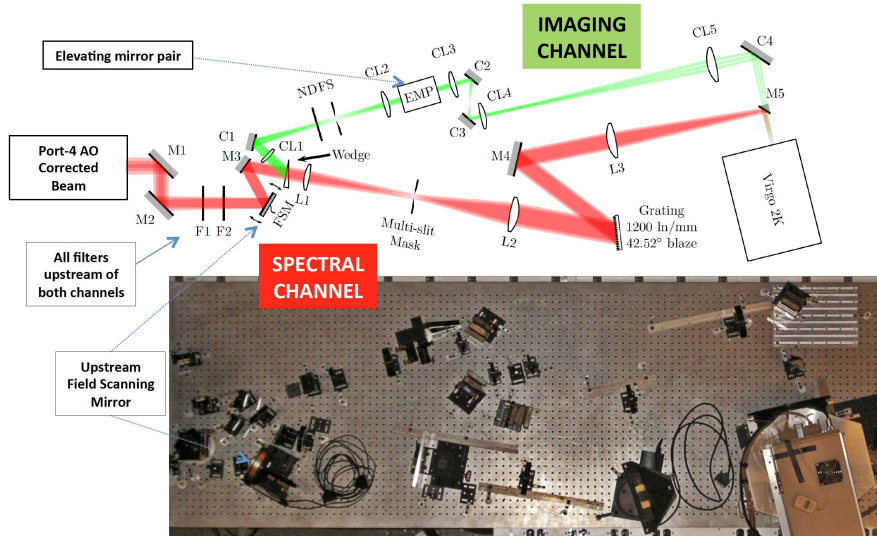 IMAGING
CHANNEL
Elevating mirror pair
CL5
C4
CL3
C2
CL2
EMP
CL4
NDFS
C3
M5
C1
CL1
M3
Wedge
M4
L3
Port-4 AO
Corrected
Beam
M1
M2
F1
F2
FSM
L1
Multi-slit
Mask
L2
Grating
1200 ln/mm
42.52° blaze
Virgo 2K
All filters
upstream of
both channels
SPECTRAL
CHANNEL
Upstream
Field Scanning
Mirror